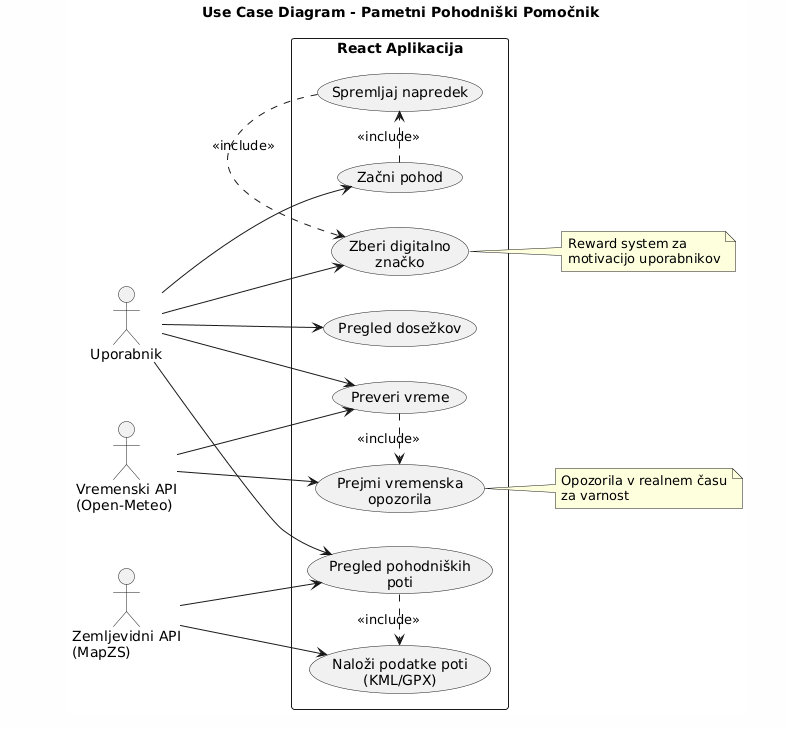 Use Case Diagram - Pametni Pohodniški Pomočnik
React Aplikacija
Spremljaj napredek
«include»
«include»
Začni pohod
Zberi digitalno
značko
Reward system za
motivacijo uporabnikov
Pregled dosežkov
Uporabnik
Preveri vreme
«include»
Vremenski API
(Open-Meteo)
Prejmi vremenska
opozorila
Opozorila v realnem času
za varnost
Pregled pohodniških
poti
«include»
Zemljevidni API
(MapZS)
Naloži podatke poti
(KML/GPX)